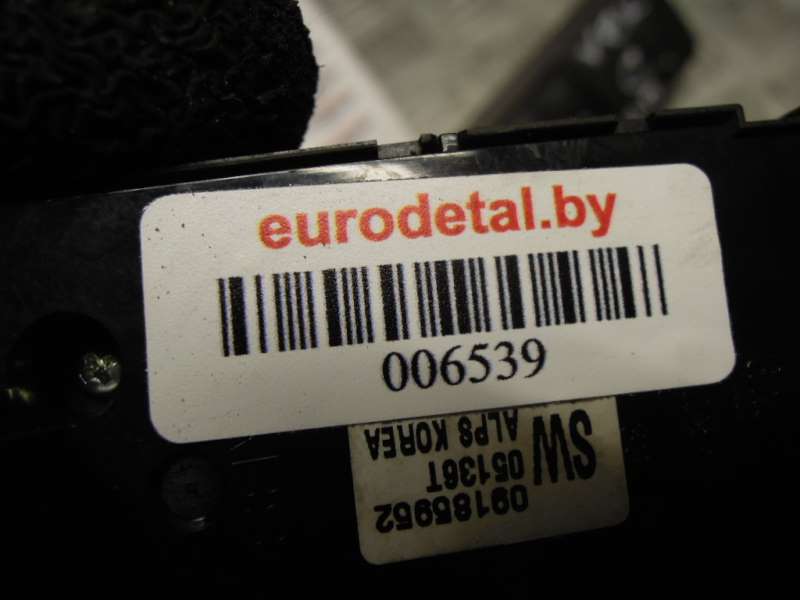 eurodetal.by
006539
09185952
SW 05136T
ALPS KOREA